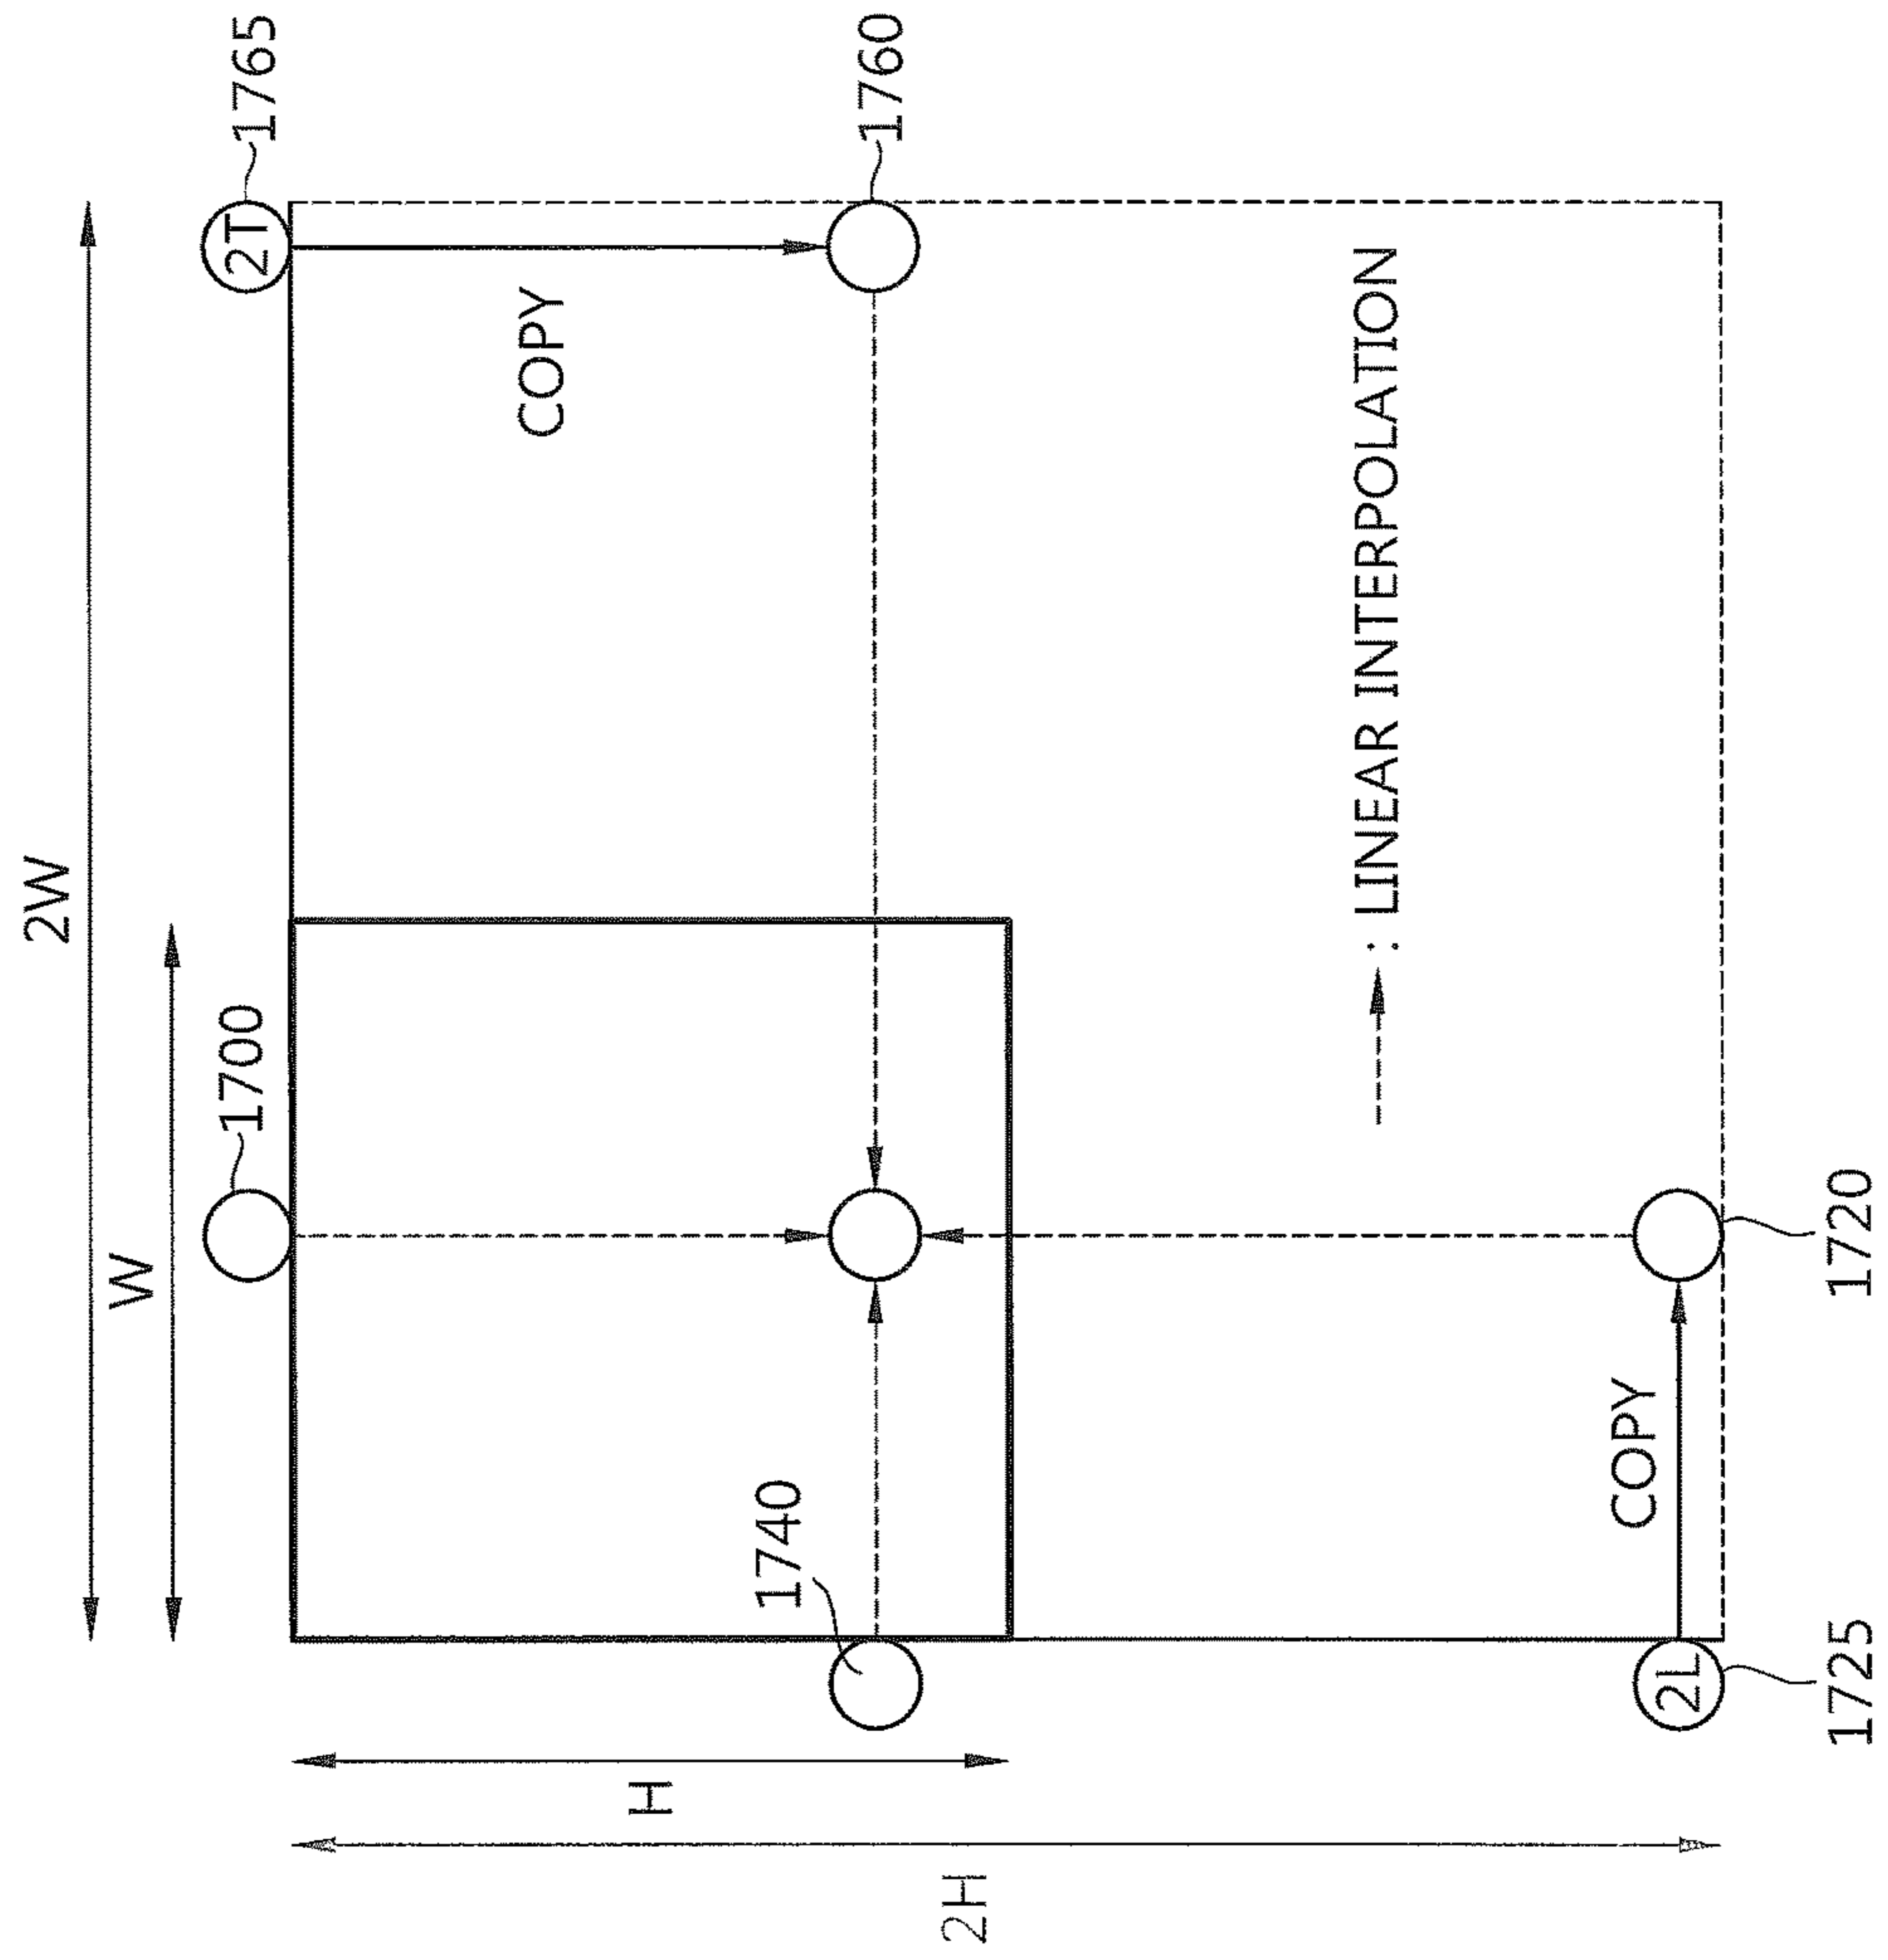 2W
W
1700
2T
1765
COPY
1760
1740
H
2H
: LINEAR INTERPOLATION
COPY
2L
1725
1720